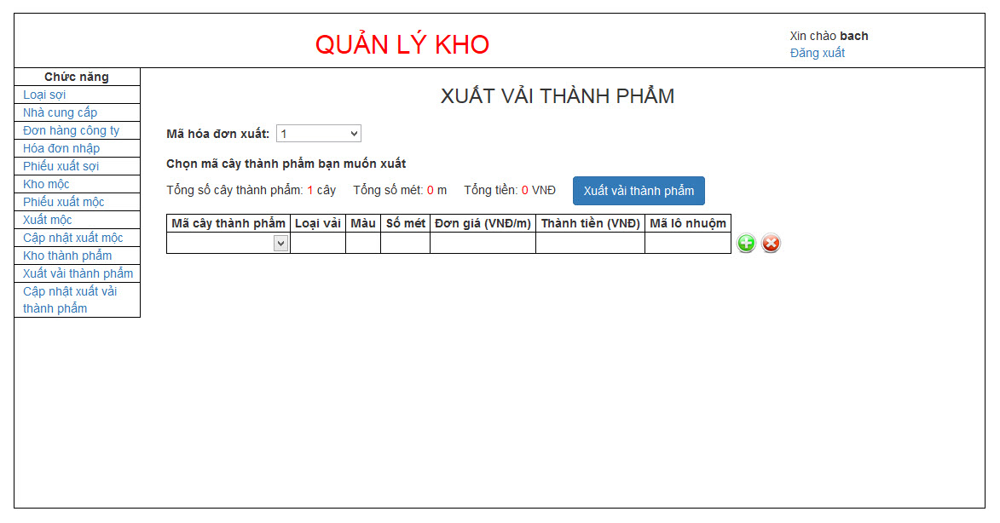 QUẢN LÝ KHO
Xin chào bach
Đăng xuất
Chức năng
Loại sợi
Nhà cung cấp
Đơn hàng công ty
Hóa đơn nhập
Phiếu xuất sợi
Kho mộc
Phiếu xuất mộc
Xuất mộc
Cập nhật xuất mộc
Kho thành phẩm
Xuất vải thành phẩm
Cập nhật xuất vải
thành phẩm
XUẤT VẢI THÀNH PHẨM
Mã hóa đơn xuất: 1
Chọn mã cây thành phẩm bạn muốn xuất
Tổng số cây thành phẩm: 1 cây Tổng số mét: 0 m Tổng tiền: 0 VNĐ Xuất vải thành phẩm
Mã cây thành phẩm Loại vải Màu Số mét Đơn giá (VNĐ/m) Thành tiền (VNĐ) Mã lô nhuộm